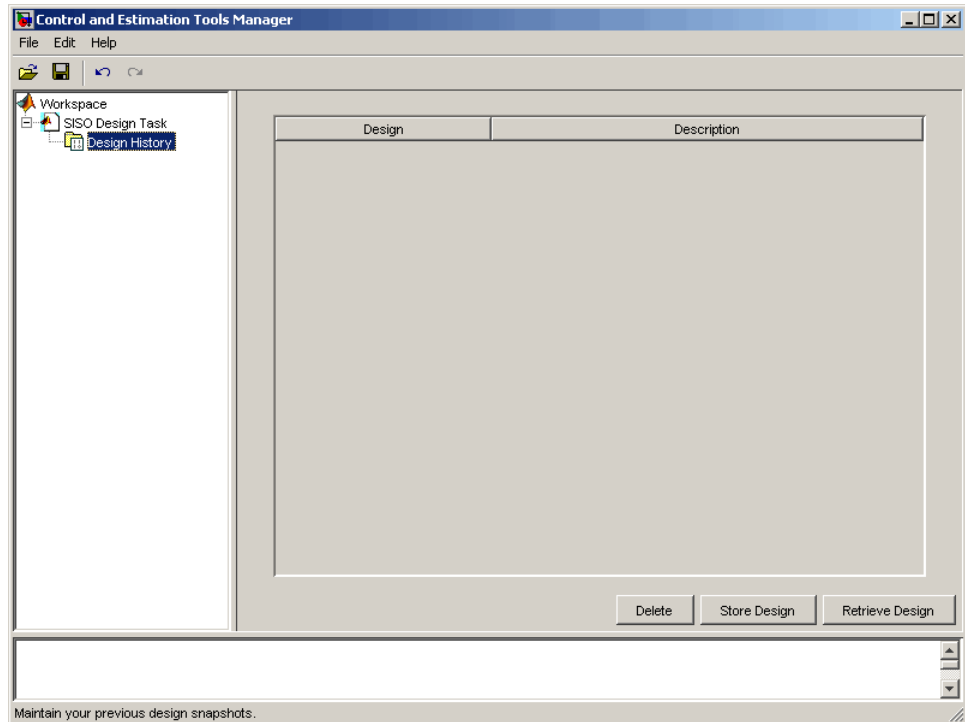 Control and Estimation Tools Manager
File Edit Help
Workspace
SISO Design Task
Design History
Design Description
Delete Store Design Retrieve Design
Maintain your previous design snapshots.